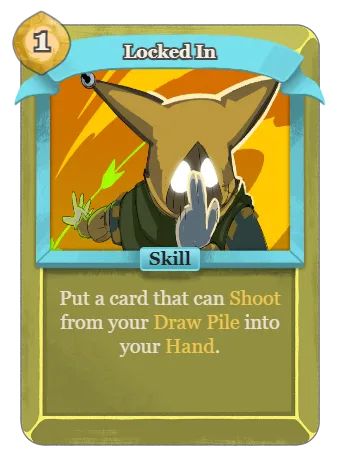 1
Locked In
Skill
Put a card that can Shoot
from your Draw Pile into
your Hand.